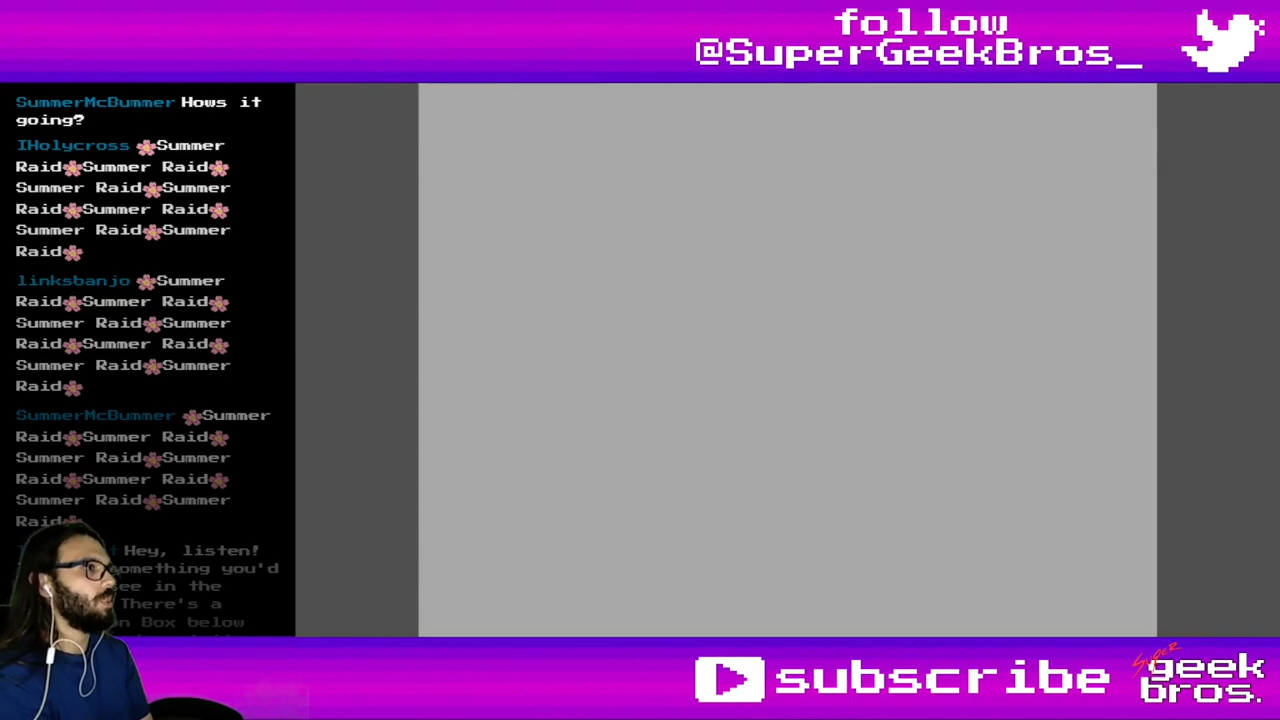 follow
@SuperGeekBros_
SummerMcBummer Hows it
going?
IHolycross 🌸Summer
Raid🌸Summer Raid🌸
Summer Raid🌸Summer
Raid🌸Summer Raid🌸
Summer Raid🌸Summer
Raid🌸
linksbanjo 🌸Summer
Raid🌸Summer Raid🌸
Summer Raid🌸Summer
Raid🌸Summer Raid🌸
Summer Raid🌸Summer
Raid🌸
SummerMcBummer 🌸Summer
Raid🌸Summer Raid🌸
Summer Raid🌸Summer
Raid🌸Summer Raid🌸
Summer Raid🌸Summer
Raid🌸
Hey, listen!
something you'd
in the
There's a
Box below
subscribe
SUPER
geek
bros.